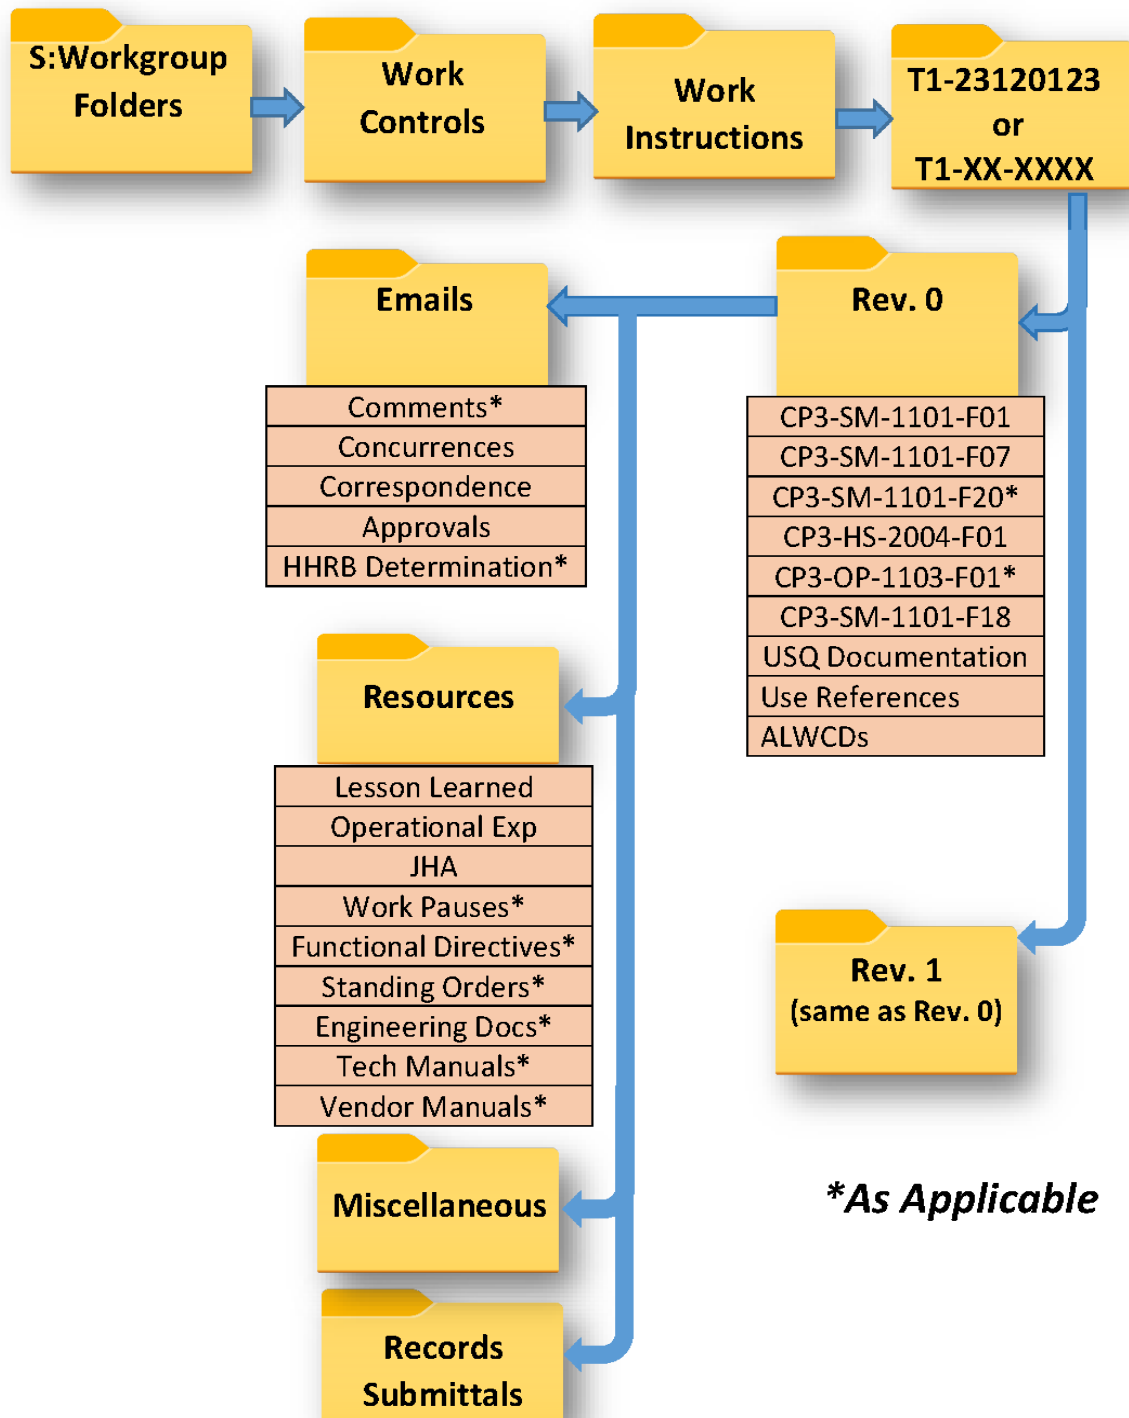 S:Workgroup
Folders
Work
Controls
Work
Instructions
T1-23120123
or
T1-XX-XXXX
Emails
Comments*
Concurrences
Correspondence
Approvals
HHRB Determination*
Rev. 0
CP3-SM-1101-F01
CP3-SM-1101-F07
CP3-SM-1101-F20*
CP3-HS-2004-F01
CP3-OP-1103-F01*
CP3-SM-1101-F18
USQ Documentation
Use References
ALWCDs
Resources
Lesson Learned
Operational Exp
JHA
Work Pauses*
Functional Directives*
Standing Orders*
Engineering Docs*
Tech Manuals*
Vendor Manuals*
Rev. 1
(same as Rev. 0)
Miscellaneous
*As Applicable
Records
Submittals